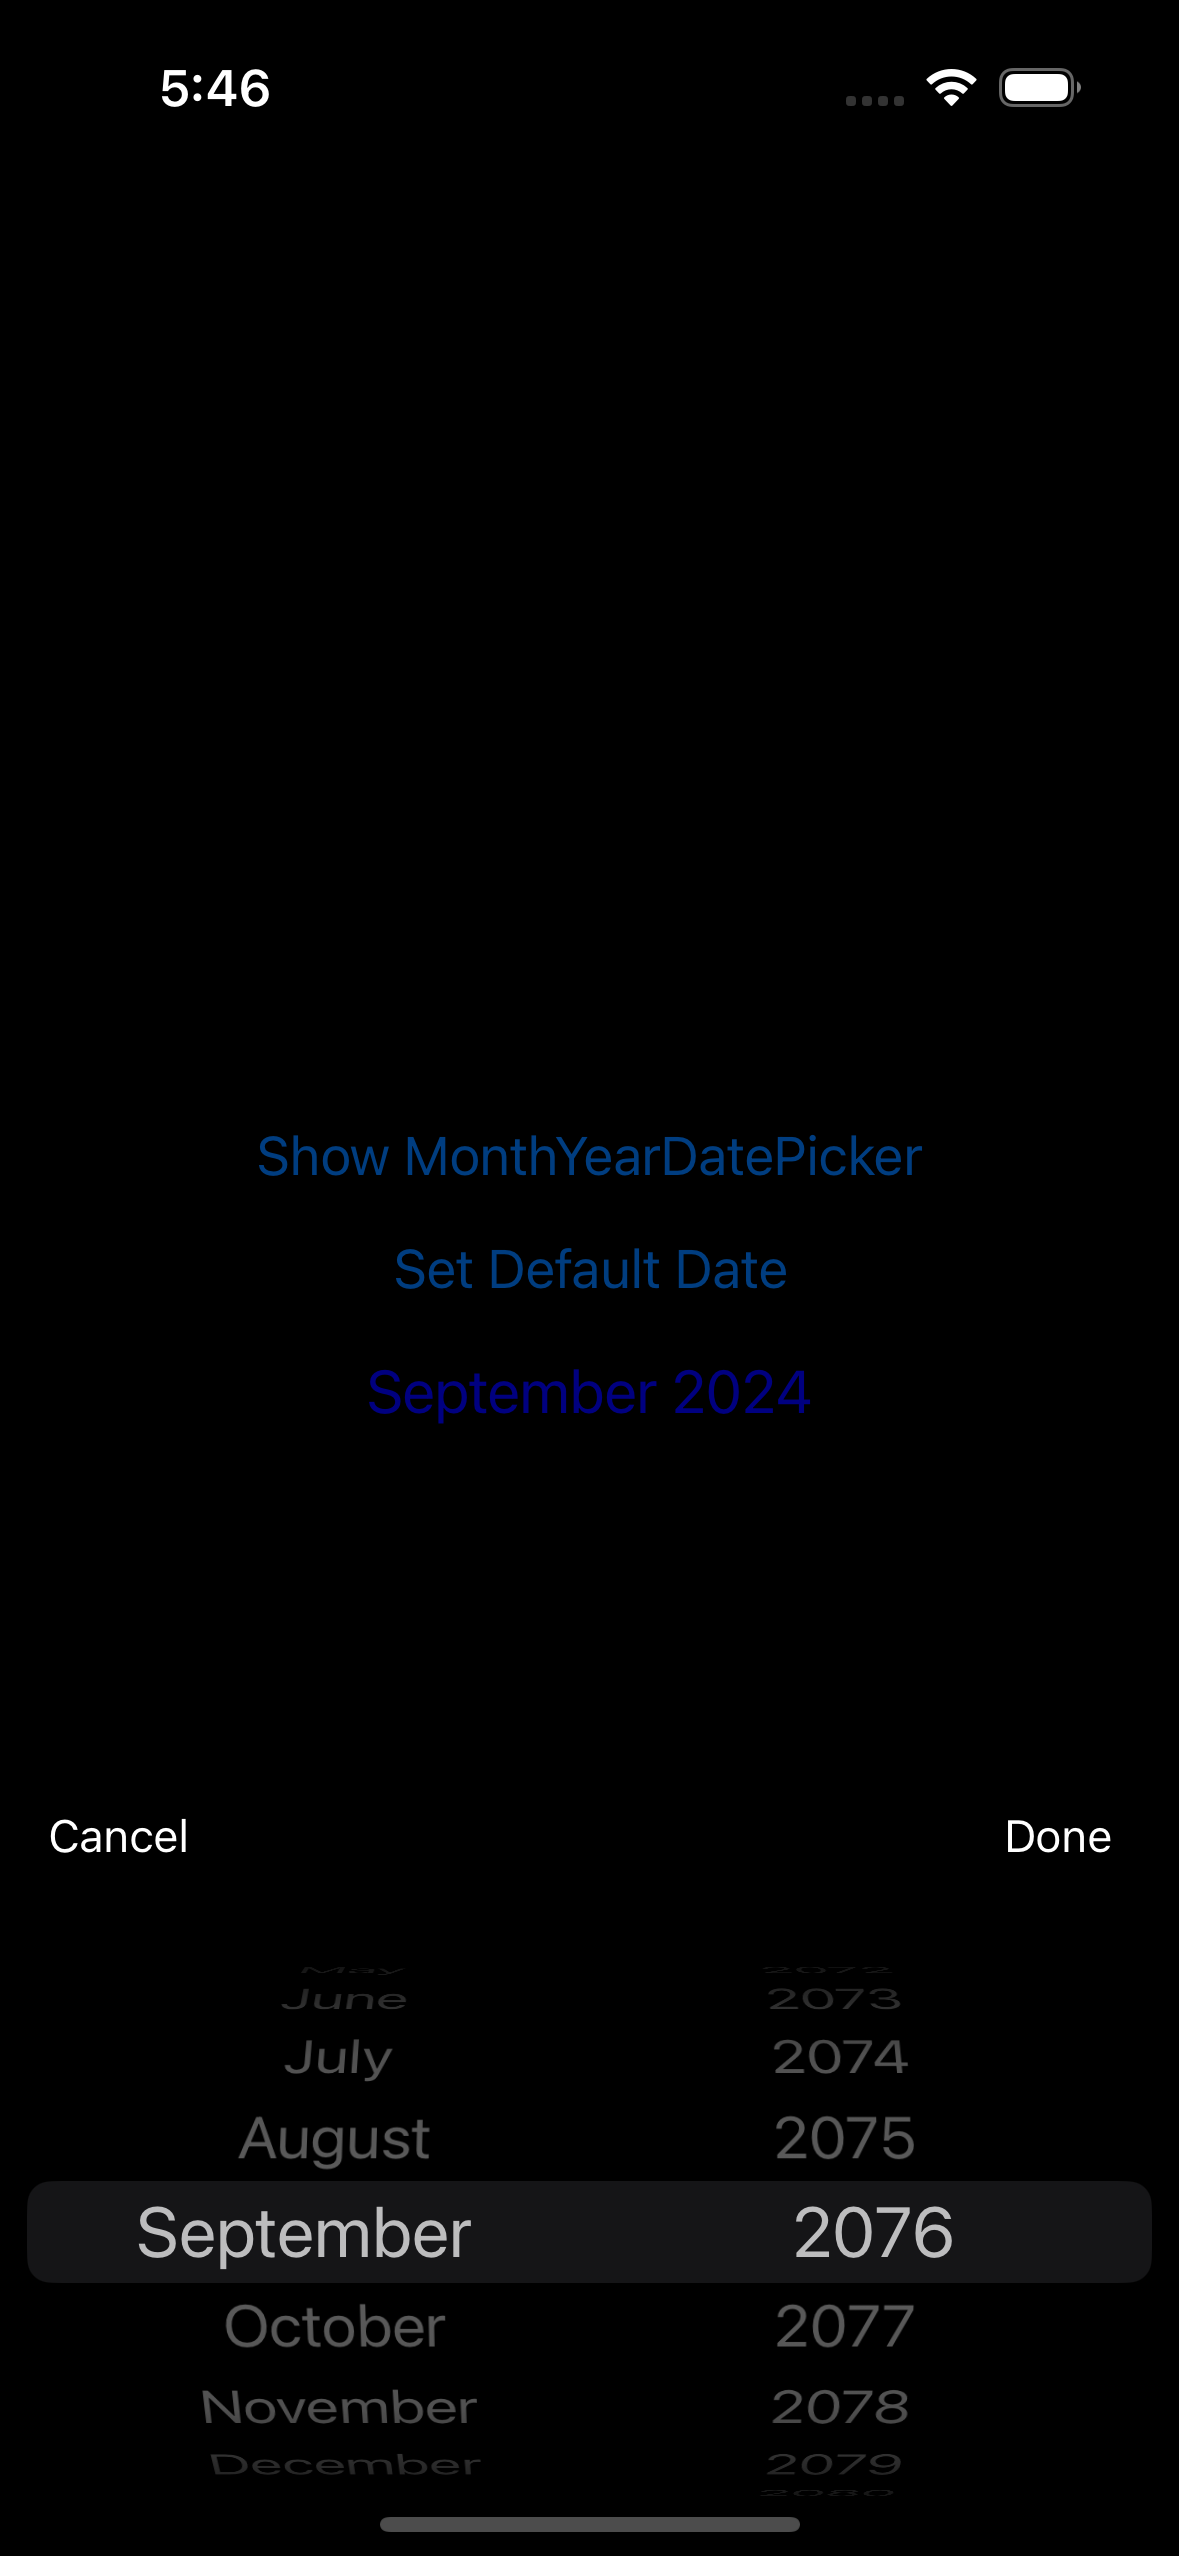 5:46
Show MonthYearDatePicker
Set Default Date
September 2024
Cancel Done
May 2072
June 2073
July 2074
August 2075
September 2076
October 2077
November 2078
December 2079
2080